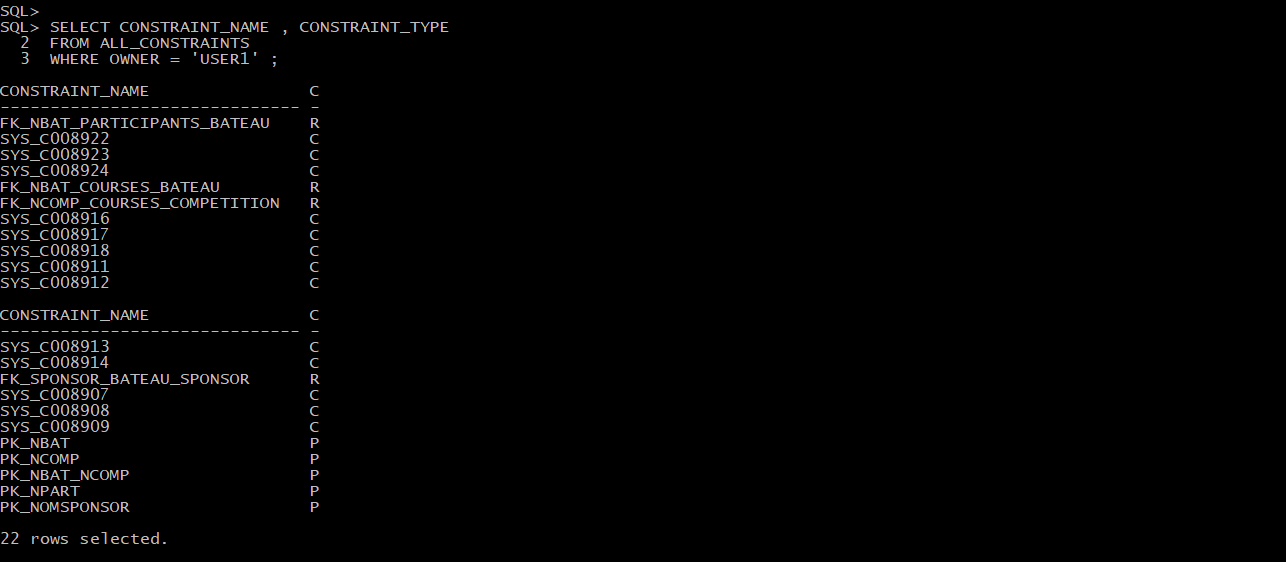 SQL>
SQL> SELECT CONSTRAINT_NAME , CONSTRAINT_TYPE
  2  FROM ALL_CONSTRAINTS
  3  WHERE OWNER = 'USER1' ;
CONSTRAINT_NAME                C
------------------------------ -
FK_NBAT_PARTICIPANTS_BATEAU    R
SYS_C008922                    C
SYS_C008923                    C
SYS_C008924                    C
FK_NBAT_COURSES_BATEAU         R
FK_NCOMP_COURSES_COMPETITION   R
SYS_C008916                    C
SYS_C008917                    C
SYS_C008918                    C
SYS_C008911                    C
SYS_C008912                    C
CONSTRAINT_NAME                C
------------------------------ -
SYS_C008913                    C
SYS_C008914                    C
FK_SPONSOR_BATEAU_SPONSOR      R
SYS_C008907                    C
SYS_C008908                    C
SYS_C008909                    C
PK_NBAT                        P
PK_NCOMP                       P
PK_NBAT_NCOMP                  P
PK_NPART                       P
PK_NOMSPONSOR                  P
22 rows selected.